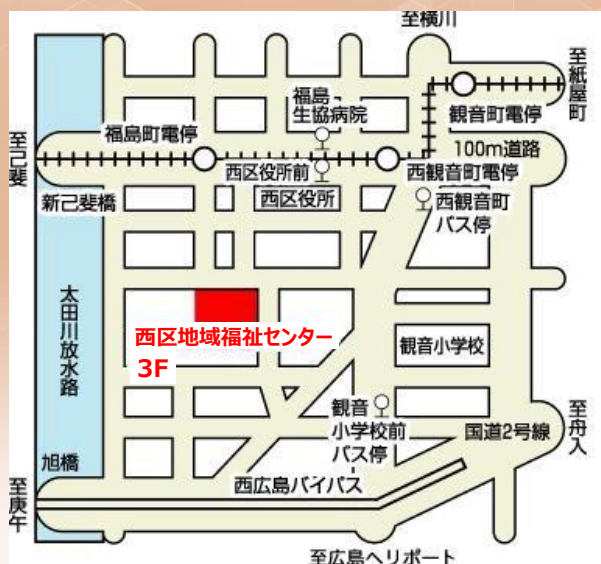 至横川
至紙屋町
福島
生協病院
福島町電停
観音町電停
100m道路
至己斐
西区役所前
西観音町電停
西区役所
新己斐橋
西観音町
バス停
太田川放水路
西区地域福祉センター
3F
観音小学校
観音
小学校前
バス停
国道2号線
至舟入
旭橋
西広島バイパス
至庚午
至広島ヘリポート